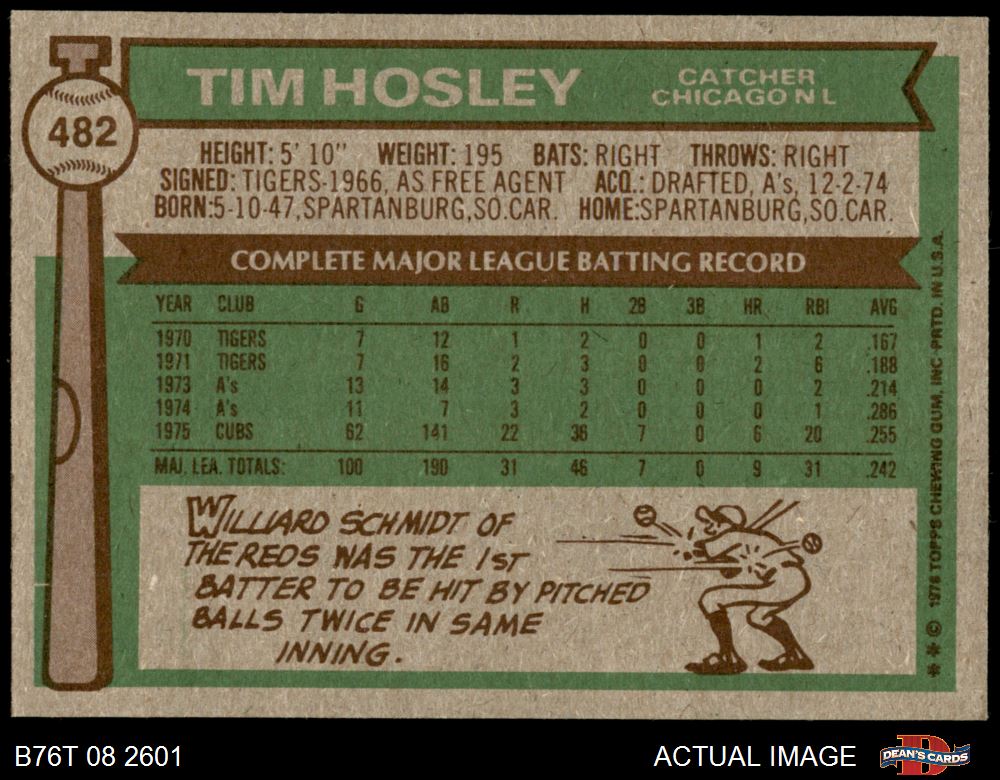 482
TIM HOSLEY
CATCHER
CHICAGO N L
HEIGHT: 5' 10" WEIGHT: 195 BATS: RIGHT THROWS: RIGHT
SIGNED: TIGERS-1966, AS FREE AGENT ACQ.: DRAFTED, A's, 12-2-74
BORN:5-10-47,SPARTANBURG,SO.CAR. HOME:SPARTANBURG,SO.CAR.
COMPLETE MAJOR LEAGUE BATTING RECORD
YEAR CLUB G AB R H 2B 3B HR RBI AVG
1970 TIGERS 7 12 1 2 0 0 1 2 .167
1971 TIGERS 7 16 2 3 0 0 2 6 .188
1973 A's 13 14 3 3 0 0 0 2 .214
1974 A's 11 7 3 2 0 0 0 1 .286
1975 CUBS 62 141 22 36 7 0 6 20 .255
MAJ. LEA. TOTALS: 100 190 31 46 7 0 9 31 .242
WILLIARD SCHMIDT OF
THE REDS WAS THE 1ST
BATTER TO BE HIT BY PITCHED
BALLS TWICE IN SAME
INNING.
* * © 1976 TOPPS CHEWING GUM, INC. PRTD. IN U.S.A.
B76T 08 2601
ACTUAL IMAGE
D
DEAN'S CARDS